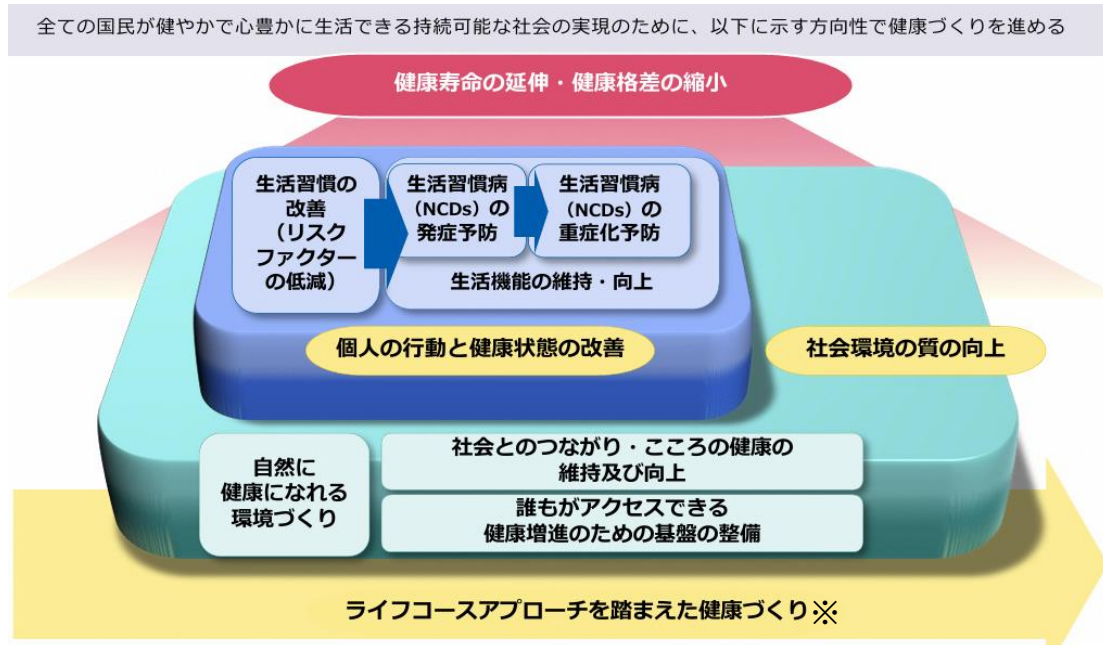 全ての国民が健やかで心豊かに生活できる持続可能な社会の実現のために、以下に示す方向性で健康づくりを進める
健康寿命の延伸・健康格差の縮小
生活習慣の
改善
（リスク
ファクター
の低減）
生活習慣病
（NCDs）の
発症予防
生活習慣病
（NCDs）の
重症化予防
生活機能の維持・向上
個人の行動と健康状態の改善
社会環境の質の向上
自然に
健康になれる
環境づくり
社会とのつながり・こころの健康の
維持及び向上
誰もがアクセスできる
健康増進のための基盤の整備
ライフコースアプローチを踏まえた健康づくり※